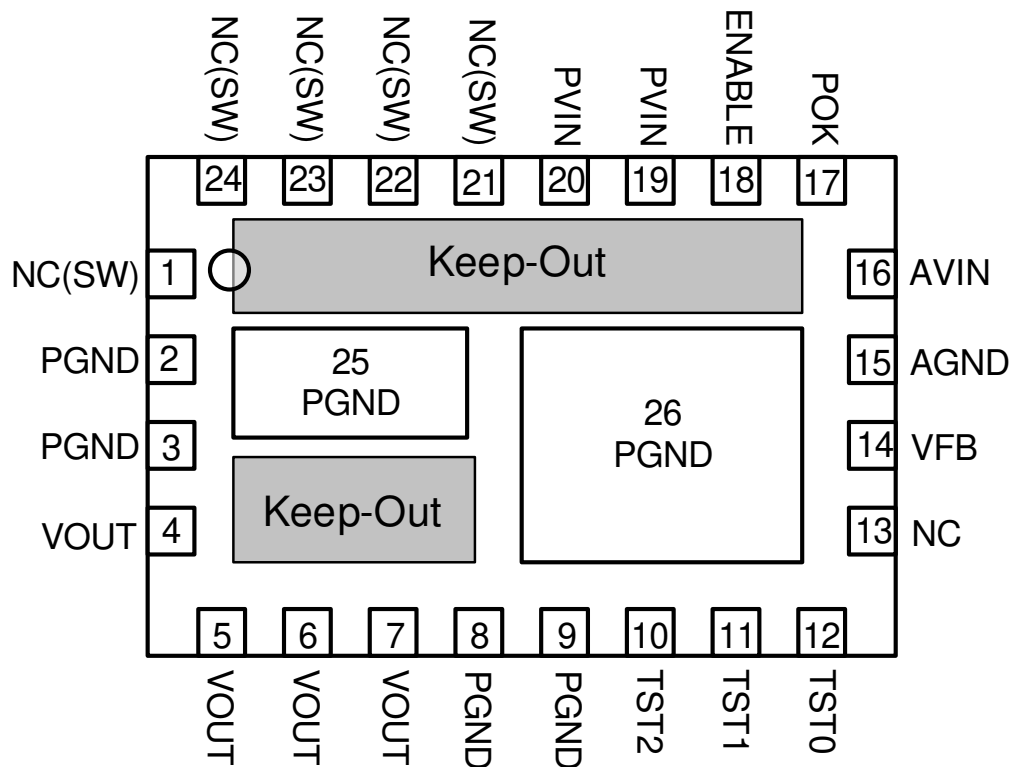 NC(SW)
NC(SW)
NC(SW)
NC(SW)
PVIN
PVIN
ENABLE
POK
24
23
22
21
20
19
18
17
Keep-Out
NC(SW)
1
16
AVIN
PGND
2
25
PGND
15
AGND
26
PGND
PGND
3
14
VFB
Keep-Out
VOUT
4
13
NC
5
6
7
8
9
10
11
12
VOUT
VOUT
VOUT
PGND
PGND
TST2
TST1
TST0